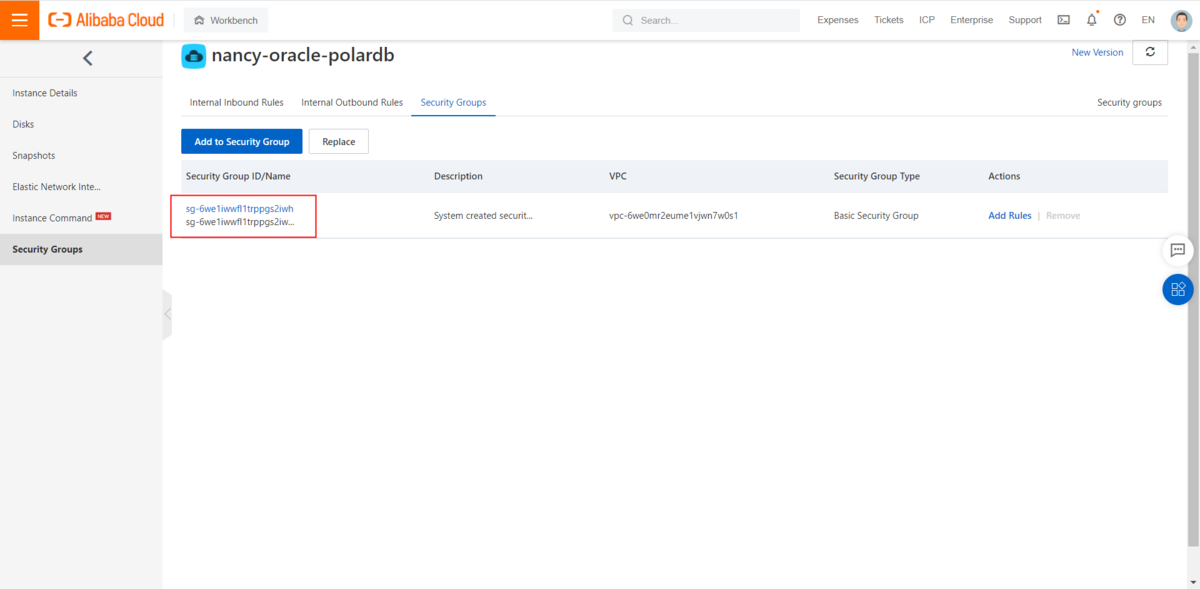 Alibaba Cloud
Workbench
Search...
Expenses
Tickets
ICP
Enterprise
Support
EN
nancy-oracle-polardb
New Version
Instance Details
Disks
Snapshots
Elastic Network Inte...
Instance Command NEW
Security Groups
Internal Inbound Rules
Internal Outbound Rules
Security Groups
Security groups
Add to Security Group
Replace
Security Group ID/Name
Description
VPC
Security Group Type
Actions
sg-6we1iwwfl1trppgs2iwh
sg-6we1iwwfl1trppgs2iw...
System created securit...
vpc-6we0mr2eume1vjwn7w0s1
Basic Security Group
Add Rules | Remove